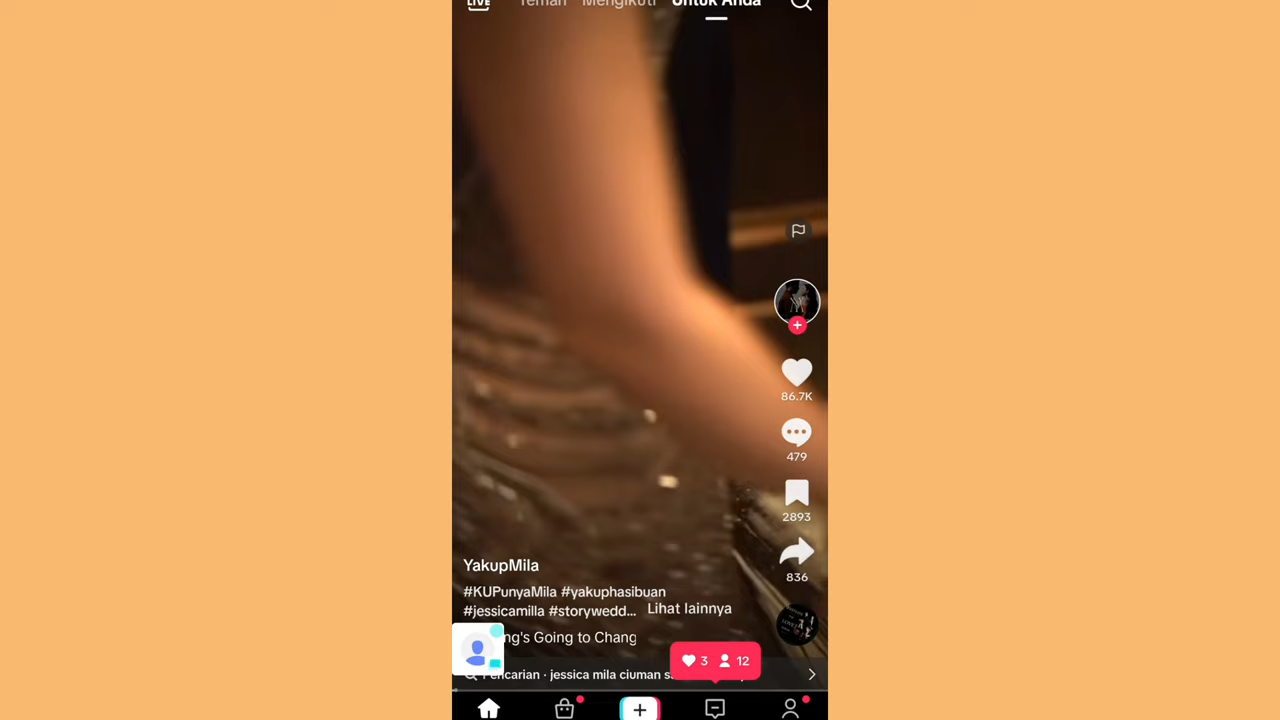 LIVE
Teman Mengikuti Untuk Anda
86.7K
479
2893
836
YakupMila
#KUPunyaMila #yakuphasibuan
#jessicamilla #storywedd... Lihat lainnya
ng's Going to Chang
3 12
Pencarian · jessica mila ciuman